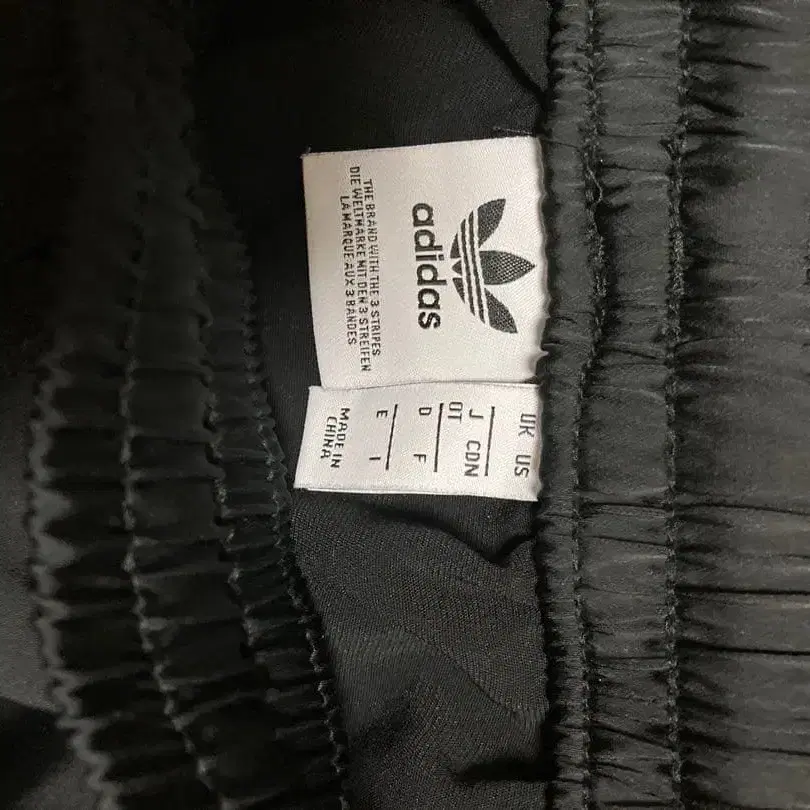 adidas
THE BRAND WITH THE 3 STRIPES
DIE WELTMARKE MIT DEN 3 STREIFEN
LA MARQUE AUX 3 BANDES
UK US
J CDN
OT
D F
E I
MADE IN
CHINA